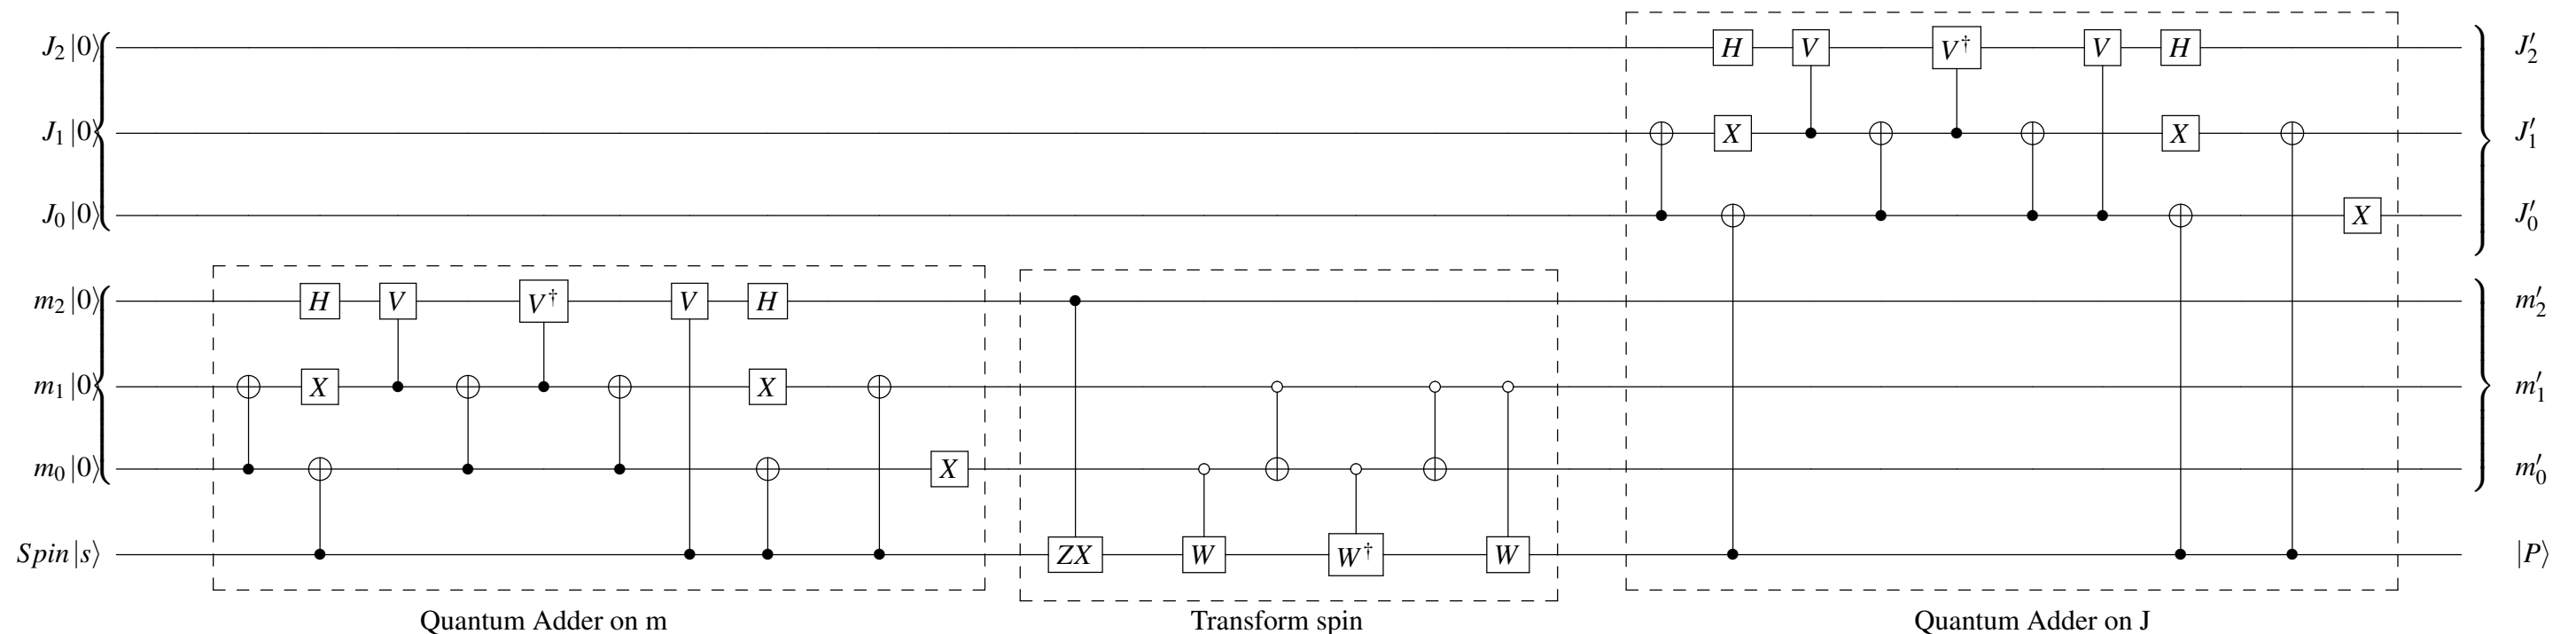 J₂ |0⟩ H V V† V H J′₂
J₁ |0⟩ X X J′₁
J₀ |0⟩ X J′₀
m₂ |0⟩ H V V† V H m′₂
m₁ |0⟩ X X m′₁
m₀ |0⟩ X m′₀
Spin |s⟩ ZX W W† W |P⟩
Quantum Adder on m Transform spin Quantum Adder on J